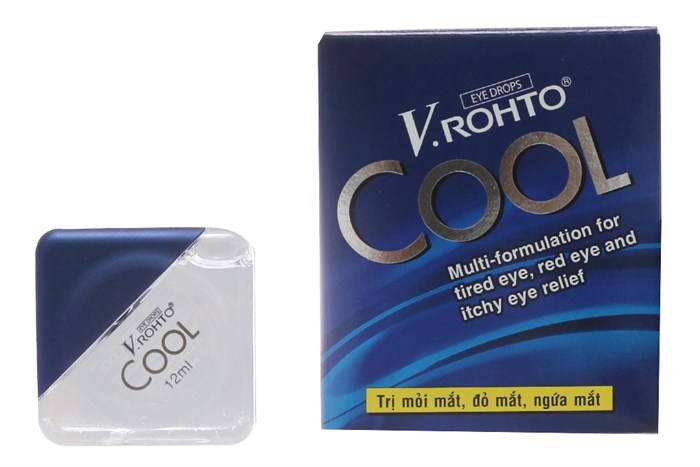 EYE DROPS
V.ROHTO®
COOL
Multi-formulation for
tired eye, red eye and
itchy eye relief
Trị mỏi mắt, đỏ mắt, ngứa mắt
EYE DROPS
V.ROHTO®
COOL
12ml